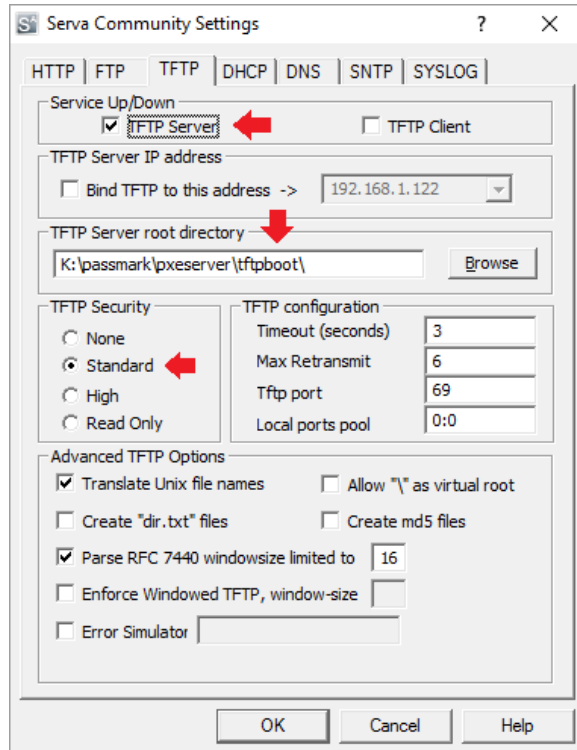 Serva Community Settings ? ×
HTTP FTP TFTP DHCP DNS SNTP SYSLOG
Service Up/Down
TFTP Server TFTP Client
TFTP Server IP address
Bind TFTP to this address -> 192.168.1.122
TFTP Server root directory
K:\passmark\pxeserver\tftpboot\ Browse
TFTP Security TFTP configuration
None Timeout (seconds) 3
Standard Max Retransmit 6
High Tftp port 69
Read Only Local ports pool 0:0
Advanced TFTP Options
Translate Unix file names Allow "\" as virtual root
Create "dir.txt" files Create md5 files
Parse RFC 7440 windowsize limited to 16
Enforce Windowed TFTP, window-size
Error Simulator
OK Cancel Help